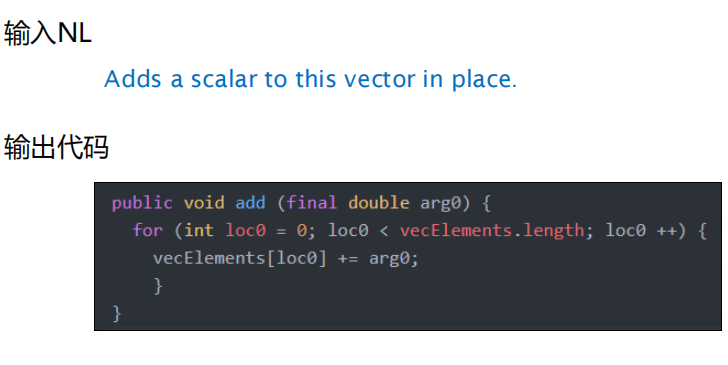 输入NL
Adds a scalar to this vector in place.
输出代码
public void add (final double arg0) {
for (int loc0 = 0; loc0 < vecElements.length; loc0 ++) {
vecElements[loc0] += arg0;
}
}